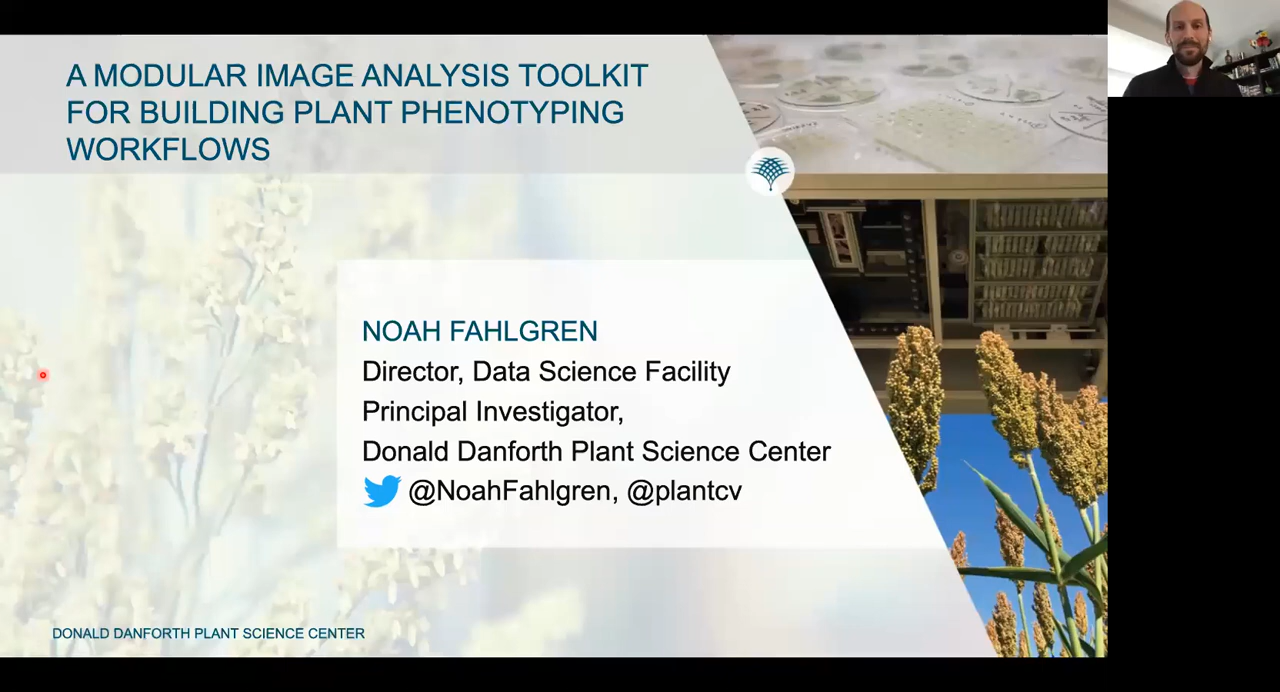 A MODULAR IMAGE ANALYSIS TOOLKIT
FOR BUILDING PLANT PHENOTYPING
WORKFLOWS
NOAH FAHLGREN
Director, Data Science Facility
Principal Investigator,
Donald Danforth Plant Science Center
@NoahFahlgren, @plantcv
DONALD DANFORTH PLANT SCIENCE CENTER